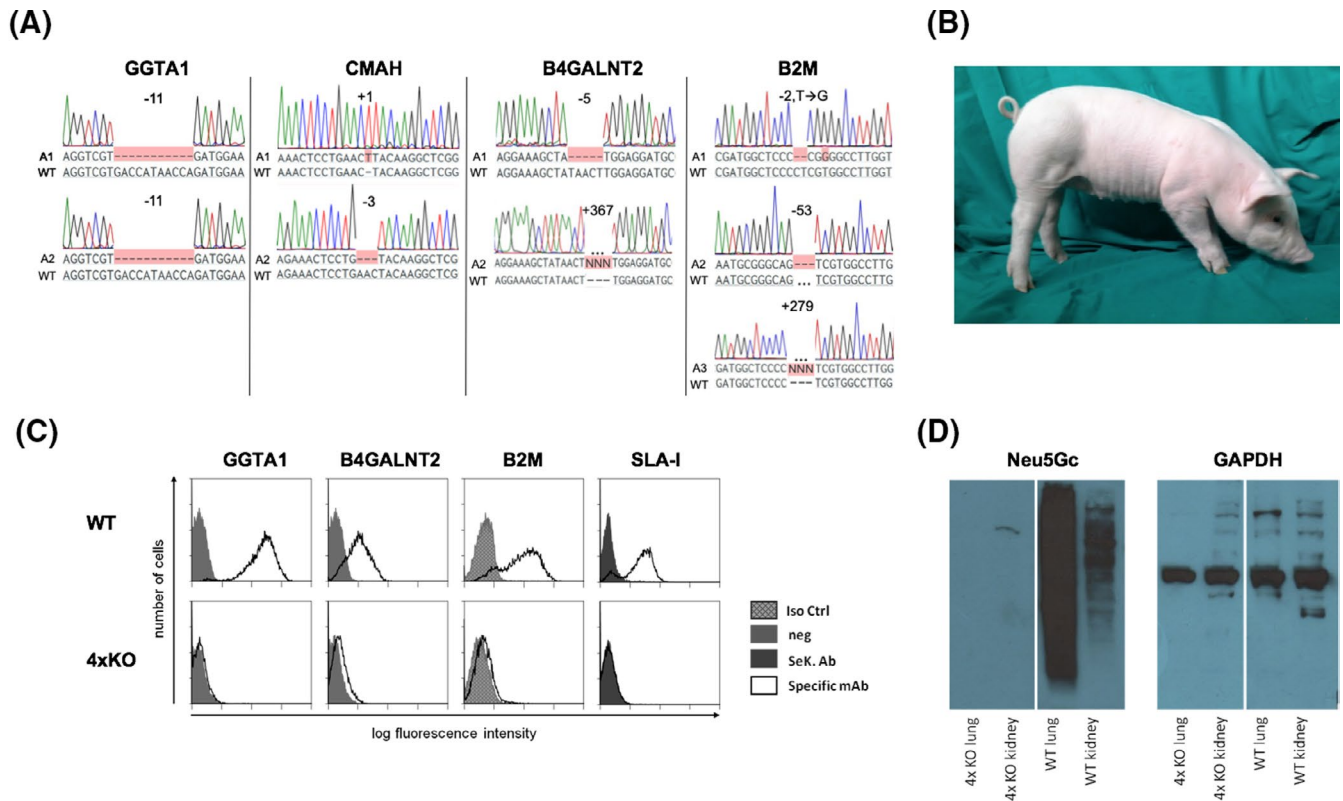 (A)
GGTA1
-11
A1 AGGTCGT-----------GATGGAA
WT AGGTCGTGACCATAACCAGATGGAA
-11
A2 AGGTCGT-----------GATGGAA
WT AGGTCGTGACCATAACCAGATGGAA
CMAH
+1
A1 AAACTCCTGAACTTACAAGGCTCGG
WT AAACTCCTGAAC-TACAAGGCTCGG
-3
A2 AGAAACTCCTG---TACAAGGCTCG
WT AGAAACTCCTGAACTACAAGGCTCG
B4GALNT2
-5
A1 AGGAAAGCTA-----TGGAGGATGC
WT AGGAAAGCTATAACTTGGAGGATGC
+367
...
A2 AGGAAAGCTATAACTNNNTGGAGGATGC
WT AGGAAAGCTATAACT---TGGAGGATGC
B2M
-2,T→G
A1 CGATGGCTCCC--CGGGGCCTTGGT
WT CGATGGCTCCCCCTCGTGGCCTTGGT
-53
A2 AATGCGGGCAG---TCGTGGCCTTG
WT AATGCGGGCAG...TCGTGGCCTTG
+279
...
A3 GATGGCTCCCCNNNTCGTGGCCTTGG
WT GATGGCTCCCC---TCGTGGCCTTGG
(B)
(C)
GGTA1 B4GALNT2 B2M SLA-I
WT
4xKO
number of cells
log fluorescence intensity
Iso Ctrl
neg
SeK. Ab
Specific mAb
(D)
Neu5Gc GAPDH
4x KO lung
4x KO kidney
WT lung
WT kidney
4x KO lung
4x KO kidney
WT lung
WT kidney